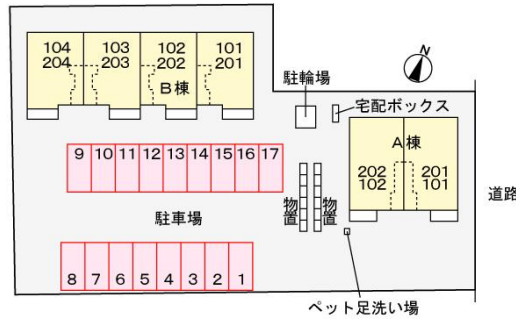 104 103 102 101
204 203 202 201
B棟
N
駐輪場
宅配ボックス
A棟
202 201
102 101
道路
9 10 11 12 13 14 15 16 17
物置 物置
駐車場
8 7 6 5 4 3 2 1
ペット足洗い場